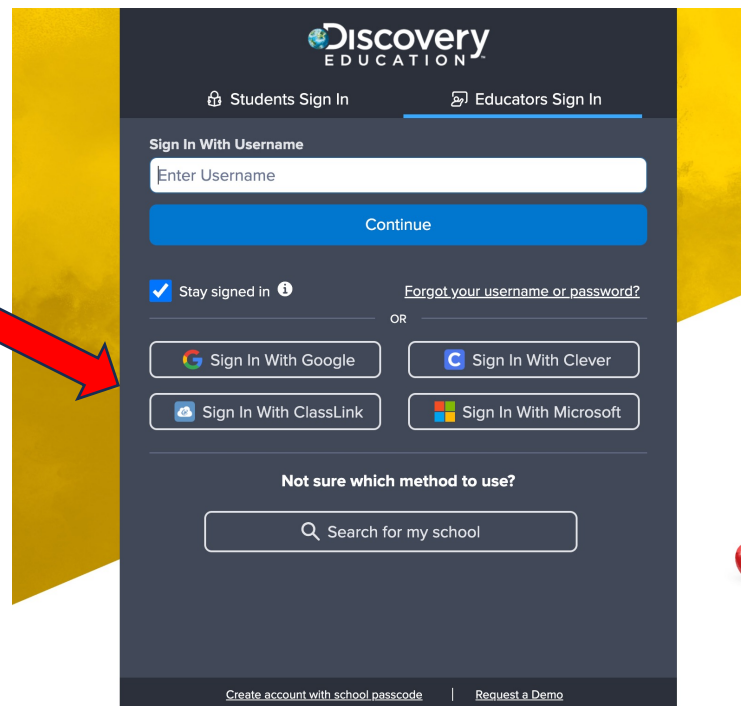 Discovery
EDUCATION™
Students Sign In
Educators Sign In
Sign In With Username
Enter Username
Continue
Stay signed in
Forgot your username or password?
OR
Sign In With Google
C Sign In With Clever
Sign In With ClassLink
Sign In With Microsoft
Not sure which method to use?
Search for my school
Create account with school passcode | Request a Demo